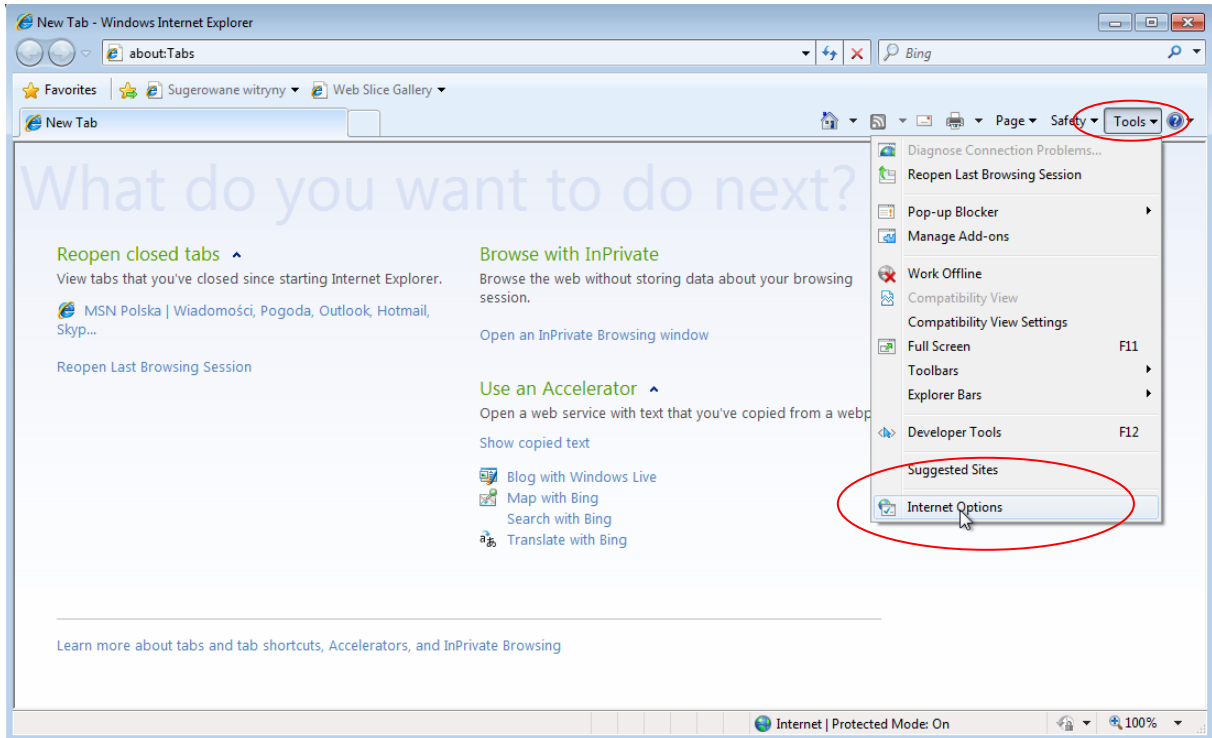 New Tab - Windows Internet Explorer
about:Tabs
Bing
Favorites
Sugerowane witryny
Web Slice Gallery
New Tab
Page
Safety
Tools
What do you want to do next?
Reopen closed tabs
View tabs that you've closed since starting Internet Explorer.
MSN Polska | Wiadomości, Pogoda, Outlook, Hotmail,
Skyp...
Reopen Last Browsing Session
Browse with InPrivate
Browse the web without storing data about your browsing
session.
Open an InPrivate Browsing window
Use an Accelerator
Open a web service with text that you've copied from a webp
Show copied text
Blog with Windows Live
Map with Bing
Search with Bing
Translate with Bing
Learn more about tabs and tab shortcuts, Accelerators, and InPrivate Browsing
Diagnose Connection Problems...
Reopen Last Browsing Session
Pop-up Blocker
Manage Add-ons
Work Offline
Compatibility View
Compatibility View Settings
Full Screen F11
Toolbars
Explorer Bars
Developer Tools F12
Suggested Sites
Internet Options
Internet | Protected Mode: On
100%